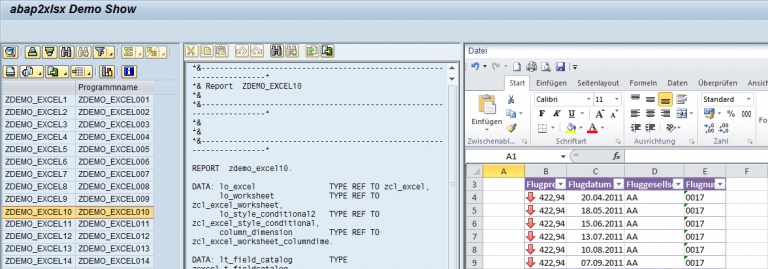 abap2xlsx Demo Show
Programmname
ZDEMO_EXCEL1 ZDEMO_EXCEL001
ZDEMO_EXCEL2 ZDEMO_EXCEL002
ZDEMO_EXCEL3 ZDEMO_EXCEL003
ZDEMO_EXCEL4 ZDEMO_EXCEL004
ZDEMO_EXCEL5 ZDEMO_EXCEL005
ZDEMO_EXCEL6 ZDEMO_EXCEL006
ZDEMO_EXCEL7 ZDEMO_EXCEL007
ZDEMO_EXCEL8 ZDEMO_EXCEL008
ZDEMO_EXCEL9 ZDEMO_EXCEL009
ZDEMO_EXCEL10 ZDEMO_EXCEL010
ZDEMO_EXCEL11 ZDEMO_EXCEL011
ZDEMO_EXCEL12 ZDEMO_EXCEL012
ZDEMO_EXCEL13 ZDEMO_EXCEL013
ZDEMO_EXCEL14 ZDEMO_EXCEL014
*&---------------------------------------------------
----------------*
*& Report ZDEMO_EXCEL10
*&
*&---------------------------------------------------
----------------*
*&
*&
*&---------------------------------------------------
----------------*
REPORT zdemo_excel10.
DATA: lo_excel TYPE REF TO zcl_excel,
lo_worksheet TYPE REF TO
zcl_excel_worksheet,
lo_style_conditional2 TYPE REF TO
zcl_excel_style_conditional,
column_dimension TYPE REF TO
zcl_excel_worksheet_columndime.
DATA: lt_field_catalog TYPE
zexcel_t_fieldcatalog
Datei
Start Einfügen Seitenlayout Formeln Daten Überprüfen Ansicht
Einfügen
Calibri 11
F K U
Standard
% 000
Zwischenabl... Schriftart Ausrichtung Zahl
A1 fx
A B C D E F G
3 Flugpre Flugdatum Fluggesellsc Flugnum
4 422,94 20.04.2011 AA 0017
5 422,94 18.05.2011 AA 0017
6 422,94 15.06.2011 AA 0017
7 422,94 13.07.2011 AA 0017
8 422,94 10.08.2011 AA 0017
9 422,94 07.09.2011 AA 0017